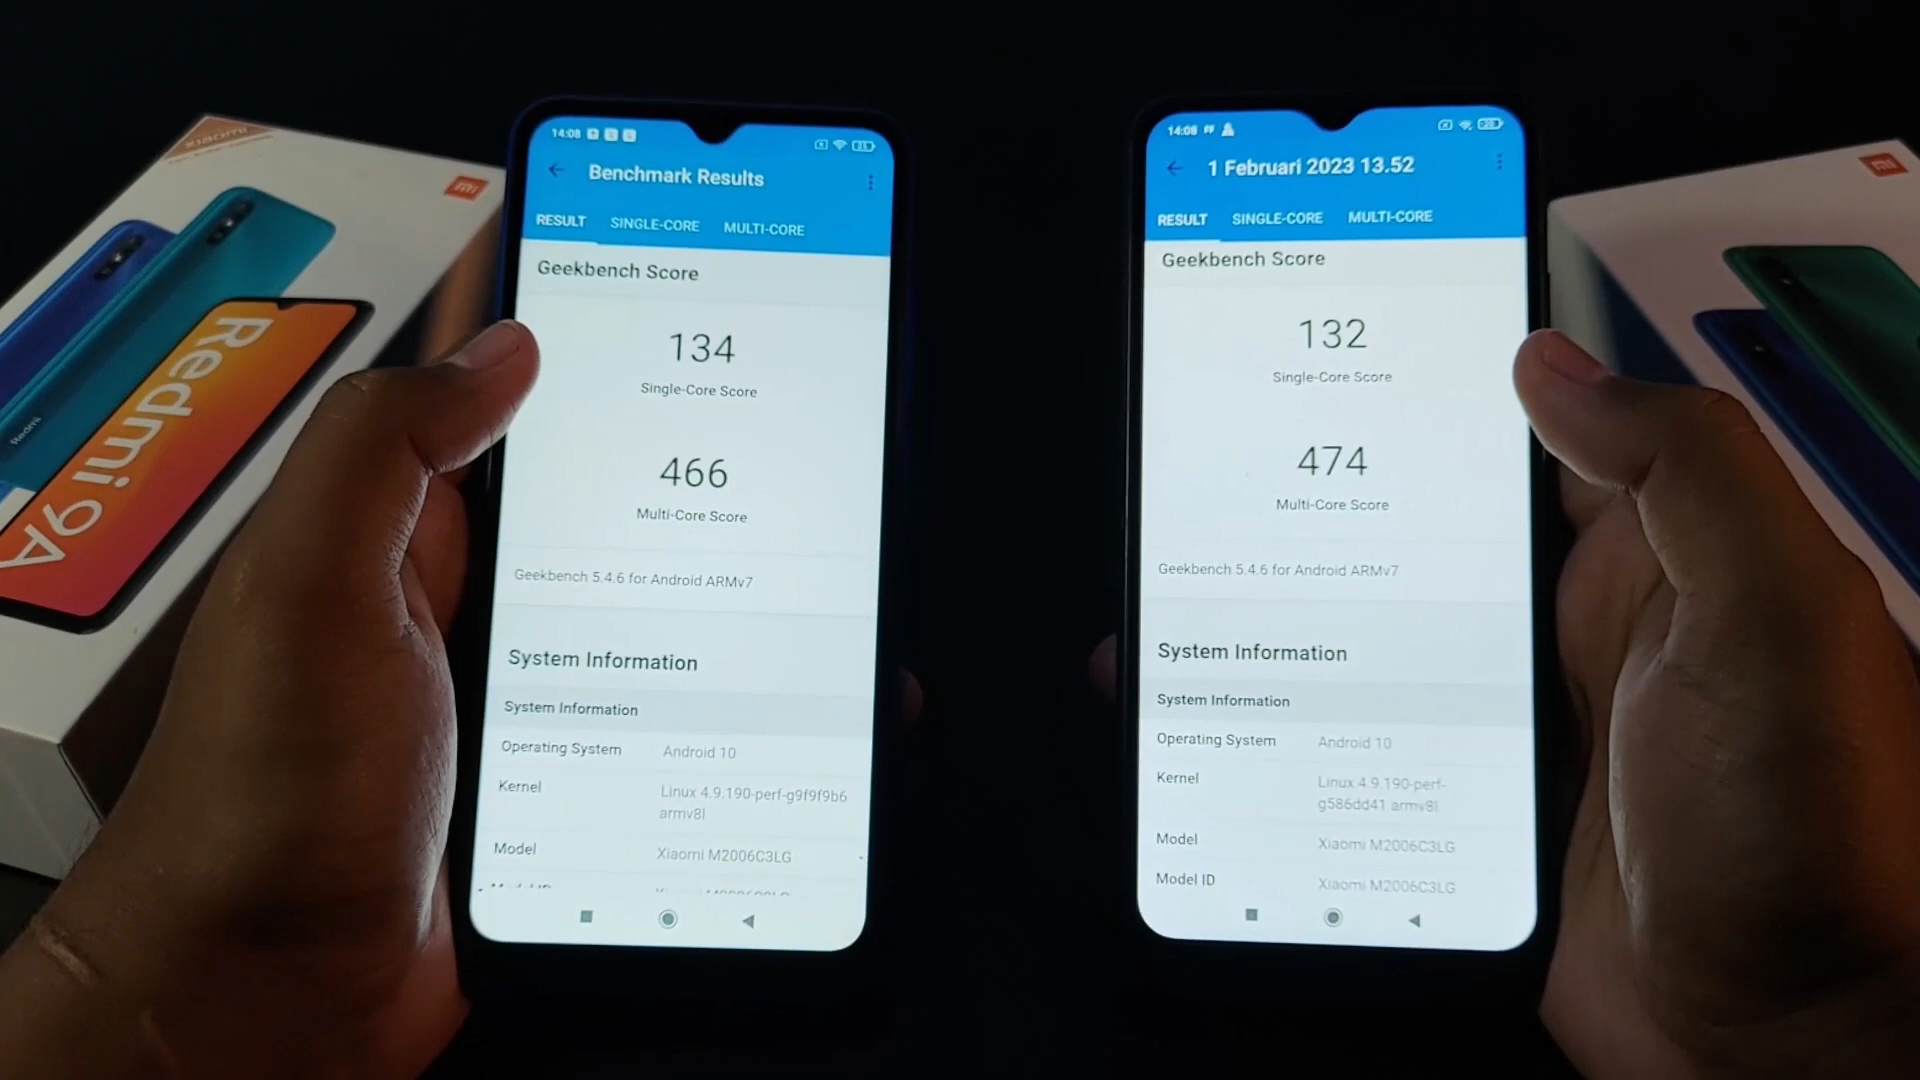 XIAOMI
mi
Redmi
Redmi 9A
14:08
Benchmark Results
RESULT SINGLE-CORE MULTI-CORE
Geekbench Score
134
Single-Core Score
466
Multi-Core Score
Geekbench 5.4.6 for Android ARMv7
System Information
System Information
Operating System Android 10
Kernel Linux 4.9.190-perf-g9f9f9b6
armv8l
Model Xiaomi M2006C3LG
14:08
1 Februari 2023 13.52
RESULT SINGLE-CORE MULTI-CORE
Geekbench Score
132
Single-Core Score
474
Multi-Core Score
Geekbench 5.4.6 for Android ARMv7
System Information
System Information
Operating System Android 10
Kernel Linux 4.9.190-perf-
g586dd41 armv8l
Model Xiaomi M2006C3LG
Model ID Xiaomi M2006C3LG
mi